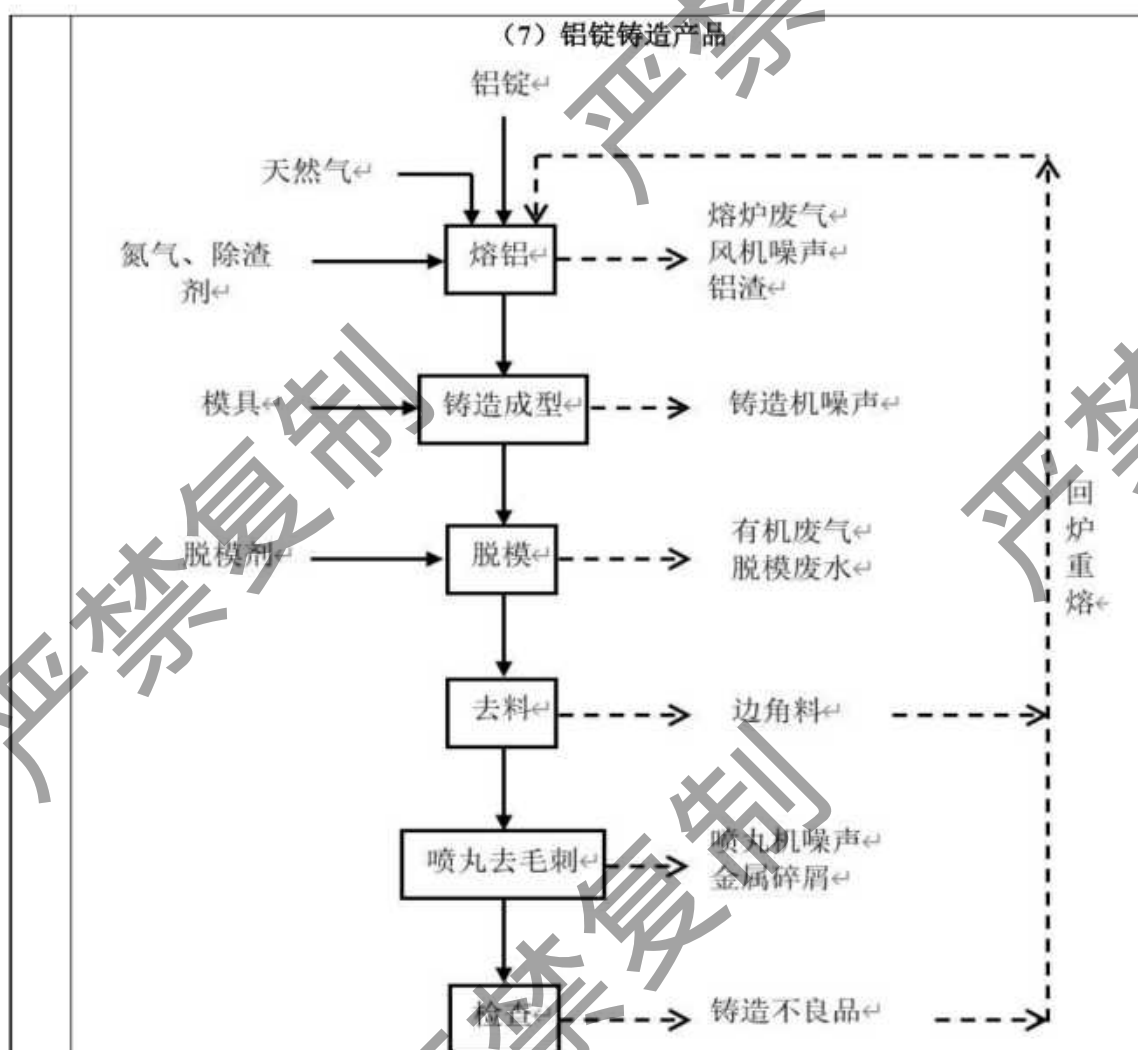 （7）铝锭铸造产品
铝锭
天然气
氮气、除渣
剂
熔铝
熔炉废气
风机噪声
铝渣
模具
铸造成型
铸造机噪声
脱模剂
脱模
有机废气
脱模废水
回
炉
重
熔
去料
边角料
喷丸去毛刺
喷丸机噪声
金属碎屑
检查
铸造不良品
严禁复制
严禁复制
严禁
严禁